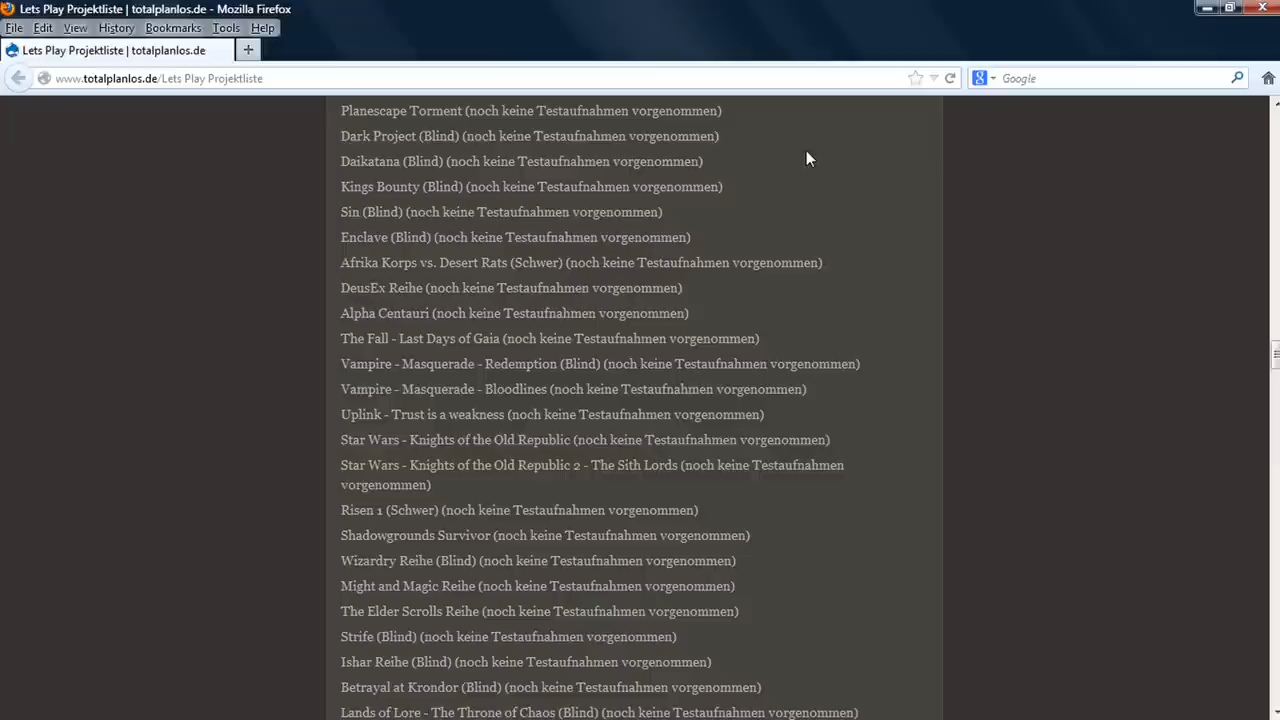 Lets Play Projektliste | totalplanlos.de - Mozilla Firefox
File Edit View History Bookmarks Tools Help
Lets Play Projektliste | totalplanlos.de
www.totalplanlos.de/Lets Play Projektliste
Google
Planescape Torment (noch keine Testaufnahmen vorgenommen)
Dark Project (Blind) (noch keine Testaufnahmen vorgenommen)
Daikatana (Blind) (noch keine Testaufnahmen vorgenommen)
Kings Bounty (Blind) (noch keine Testaufnahmen vorgenommen)
Sin (Blind) (noch keine Testaufnahmen vorgenommen)
Enclave (Blind) (noch keine Testaufnahmen vorgenommen)
Afrika Korps vs. Desert Rats (Schwer) (noch keine Testaufnahmen vorgenommen)
DeusEx Reihe (noch keine Testaufnahmen vorgenommen)
Alpha Centauri (noch keine Testaufnahmen vorgenommen)
The Fall - Last Days of Gaia (noch keine Testaufnahmen vorgenommen)
Vampire - Masquerade - Redemption (Blind) (noch keine Testaufnahmen vorgenommen)
Vampire - Masquerade - Bloodlines (noch keine Testaufnahmen vorgenommen)
Uplink - Trust is a weakness (noch keine Testaufnahmen vorgenommen)
Star Wars - Knights of the Old Republic (noch keine Testaufnahmen vorgenommen)
Star Wars - Knights of the Old Republic 2 - The Sith Lords (noch keine Testaufnahmen
vorgenommen)
Risen 1 (Schwer) (noch keine Testaufnahmen vorgenommen)
Shadowgrounds Survivor (noch keine Testaufnahmen vorgenommen)
Wizardry Reihe (Blind) (noch keine Testaufnahmen vorgenommen)
Might and Magic Reihe (noch keine Testaufnahmen vorgenommen)
The Elder Scrolls Reihe (noch keine Testaufnahmen vorgenommen)
Strife (Blind) (noch keine Testaufnahmen vorgenommen)
Ishar Reihe (Blind) (noch keine Testaufnahmen vorgenommen)
Betrayal at Krondor (Blind) (noch keine Testaufnahmen vorgenommen)
Lands of Lore - The Throne of Chaos (Blind) (noch keine Testaufnahmen vorgenommen)